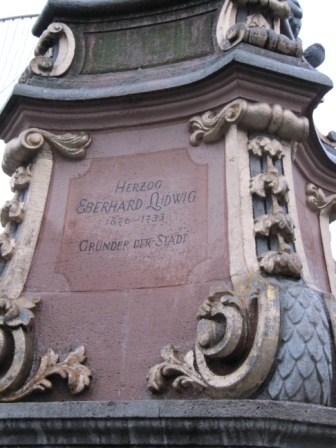 HERZOG
EBERHARD LUDWIG
1676-1733
GRÜNDER DER STADT